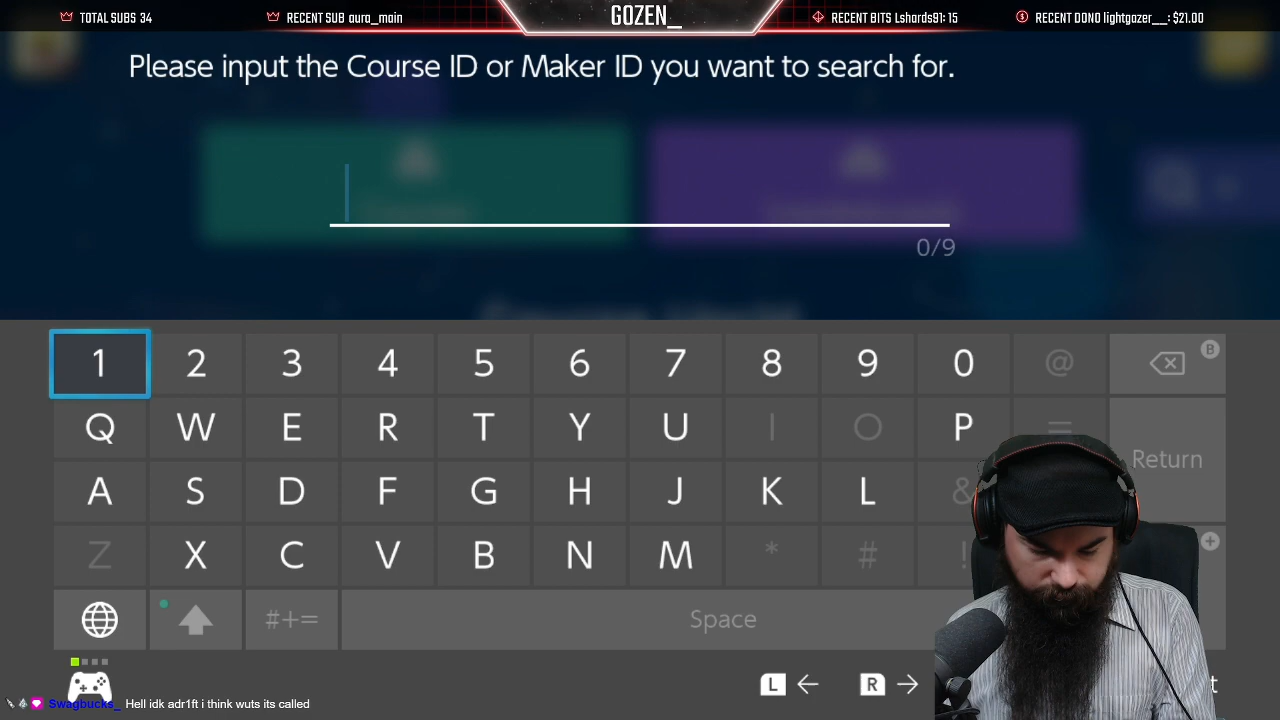 TOTAL SUBS 34
RECENT SUB aura_main
GOZEN_
RECENT BITS Lshards91: 15
RECENT DONO lightgazer__: $21.00
Please input the Course ID or Maker ID you want to search for.
0/9
1 2 3 4 5 6 7 8 9 0 @ B
Q W E R T Y U I O P =
Return
A S D F G H J K L &
Z X C V B N M * # ! +
#+= Space
L ← R →
Swagbucks_ Hell idk adr1ft i think wuts its called